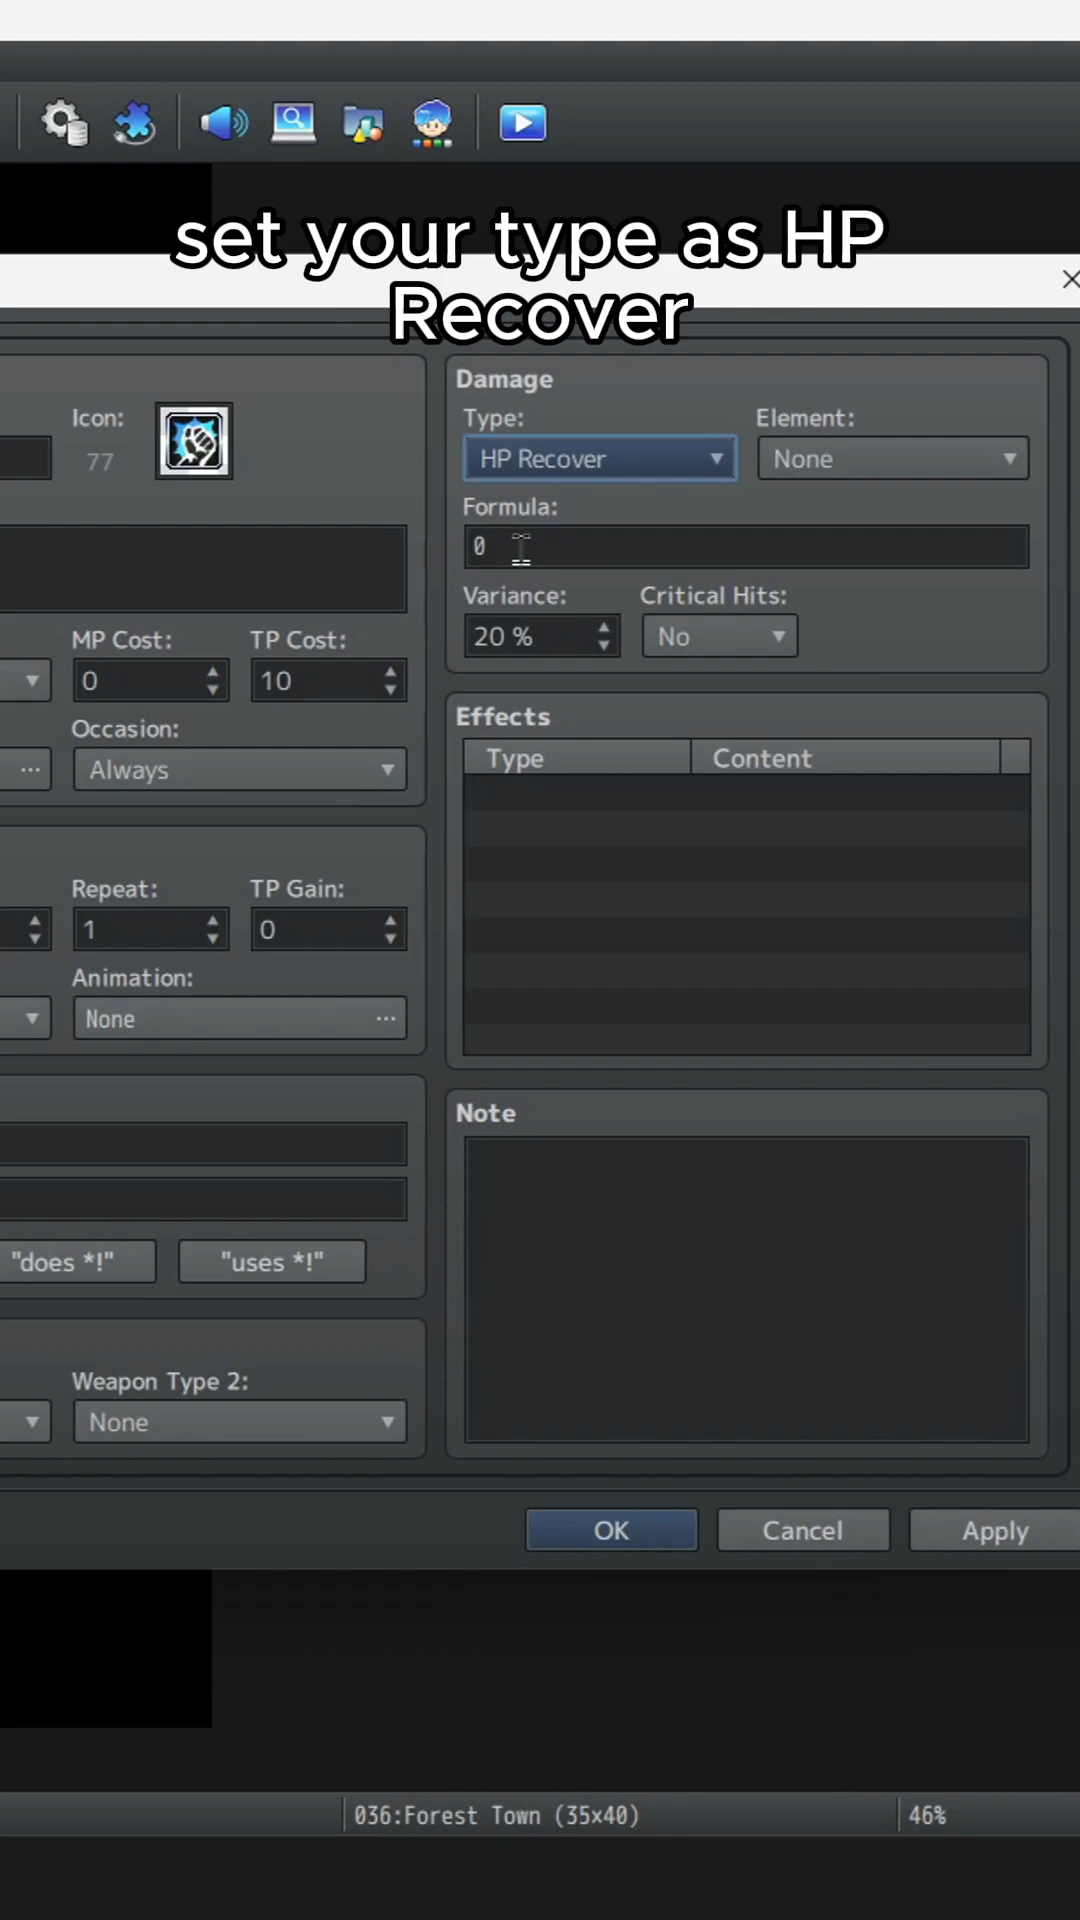 set your type as HP
Recover
Icon:
77
MP Cost:
TP Cost:
0
10
Occasion:
...
Always
Repeat:
TP Gain:
1
0
Animation:
None
...
"does *!"
"uses *!"
Weapon Type 2:
None
Damage
Type:
Element:
HP Recover
None
Formula:
0
Variance:
Critical Hits:
20 %
No
Effects
Type
Content
Note
OK
Cancel
Apply
036:Forest Town (35×40)
46%